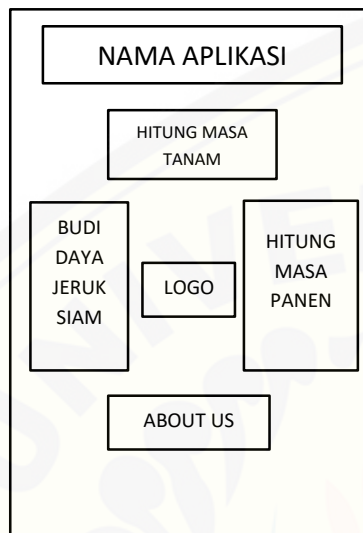 NAMA APLIKASI
HITUNG MASA
TANAM
BUDI
DAYA
JERUK
SIAM
LOGO
HITUNG
MASA
PANEN
ABOUT US